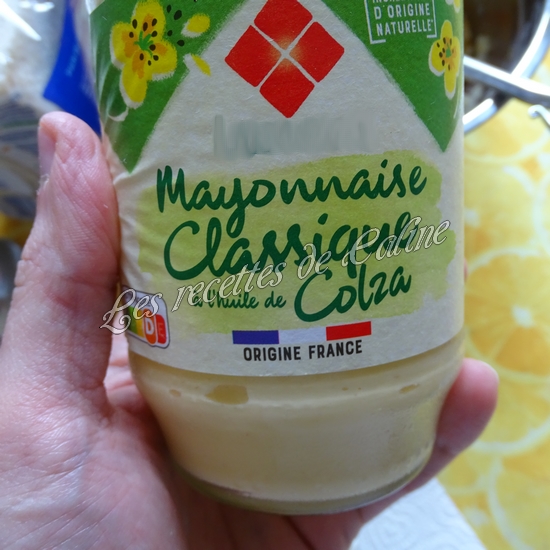 D'ORIGINE
NATURELLE*
Mayonnaise
Classique
à l'huile de Colza
Les recettes de Caline
D
E
ORIGINE FRANCE